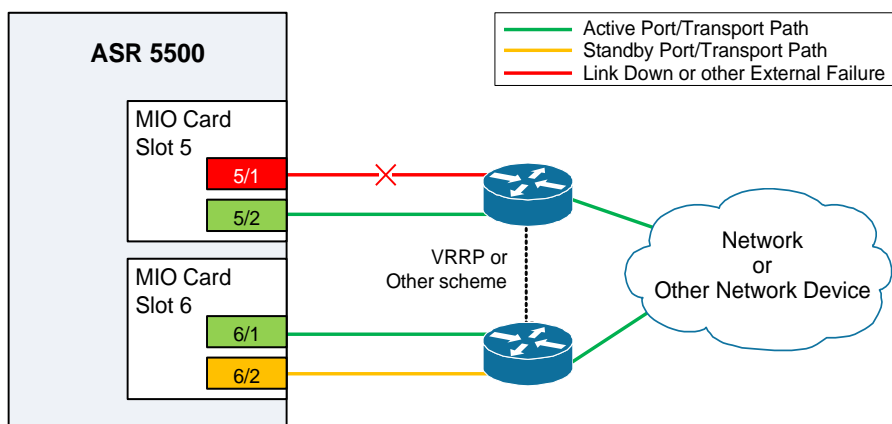 ASR 5500
Active Port/Transport Path
Standby Port/Transport Path
Link Down or other External Failure
MIO Card
Slot 5
5/1
5/2
VRRP or
Other scheme
Network
or
Other Network Device
MIO Card
Slot 6
6/1
6/2